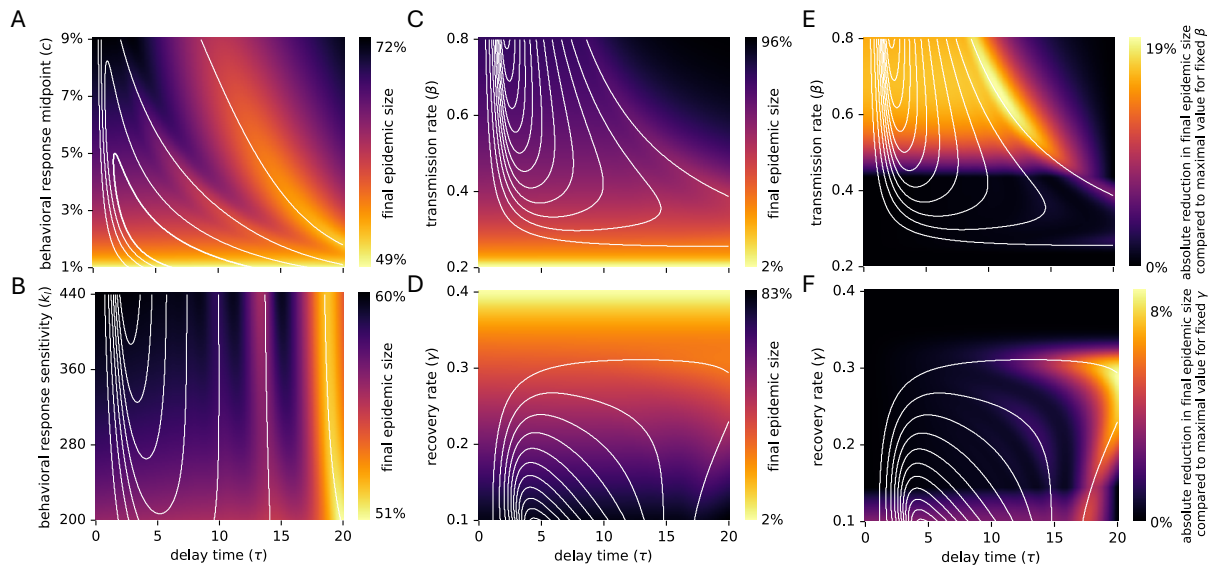 A
behavioral response midpoint (c)
9%
7%
5%
3%
1%
72%
49%
final epidemic size
C
transmission rate (β)
0.8
0.6
0.4
0.2
96%
2%
final epidemic size
E
transmission rate (β)
0.8
0.6
0.4
0.2
19%
0%
absolute reduction in final epidemic size
compared to maximal value for fixed β
B
behavioral response sensitivity (kᵢ)
440
360
280
200
0
5
10
15
20
delay time (τ)
60%
51%
final epidemic size
D
recovery rate (γ)
0.4
0.3
0.2
0.1
0
5
10
15
20
delay time (τ)
83%
2%
final epidemic size
F
recovery rate (γ)
0.4
0.3
0.2
0.1
0
5
10
15
20
delay time (τ)
8%
0%
absolute reduction in final epidemic size
compared to maximal value for fixed γ